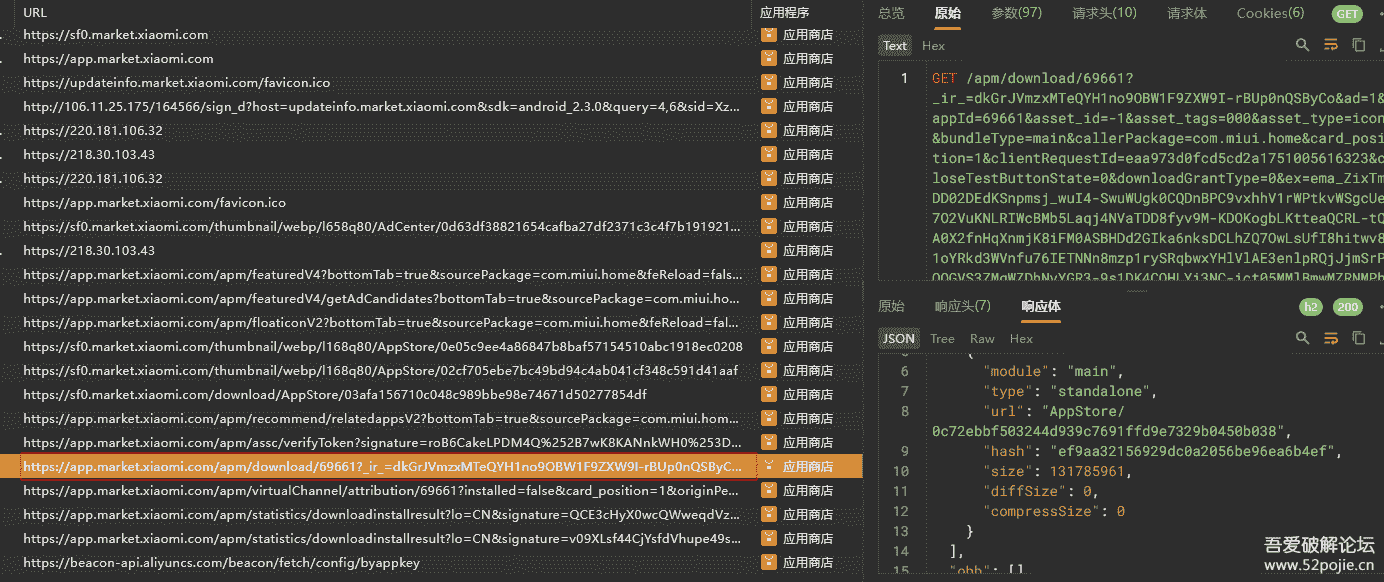 URL
应用程序
https://sf0.market.xiaomi.com
应用商店
https://app.market.xiaomi.com
应用商店
https://updateinfo.market.xiaomi.com/favicon.ico
应用商店
http://106.11.25.175/164566/sign_d?host=updateinfo.market.xiaomi.com&sdk=android_2.3.0&query=4,6&sid=Xz...
应用商店
https://220.181.106.32
应用商店
https://218.30.103.43
应用商店
https://220.181.106.32
应用商店
https://app.market.xiaomi.com/favicon.ico
应用商店
https://sf0.market.xiaomi.com/thumbnail/webp/l658q80/AdCenter/0d63df38821654cafba27df2371c3c4f7b191921...
应用商店
https://218.30.103.43
应用商店
https://app.market.xiaomi.com/apm/featuredV4?bottomTab=true&sourcePackage=com.miui.home&feReload=fals...
应用商店
https://app.market.xiaomi.com/apm/featuredV4/getAdCandidates?bottomTab=true&sourcePackage=com.miui.ho...
应用商店
https://app.market.xiaomi.com/apm/floaticonV2?bottomTab=true&sourcePackage=com.miui.home&feReload=fal...
应用商店
https://sf0.market.xiaomi.com/thumbnail/webp/l168q80/AppStore/0e05c9ee4a86847b8baf57154510abc1918ec0208
应用商店
https://sf0.market.xiaomi.com/thumbnail/webp/l168q80/AppStore/02cf705ebe7bc49bd94c4ab041cf348c591d41aaf
应用商店
https://sf0.market.xiaomi.com/download/AppStore/03afa156710c048c989bbe98e74671d50277854df
应用商店
https://app.market.xiaomi.com/apm/recommend/relatedappsV2?bottomTab=true&sourcePackage=com.miui.hom...
应用商店
https://app.market.xiaomi.com/apm/assc/verifyToken?signature=roB6CakeLPDM4Q%252B7wK8KANnkWH0%253D...
应用商店
https://app.market.xiaomi.com/apm/download/69661?_ir_=dkGrJVmzxMTeQYH1no9OBW1F9ZXW9I-rBUp0nQSByC...
应用商店
https://app.market.xiaomi.com/apm/virtualChannel/attribution/69661?installed=false&card_position=1&originPe...
应用商店
https://app.market.xiaomi.com/apm/statistics/downloadinstallresult?lo=CN&signature=QCE3cHyX0wcQWweqdVz...
应用商店
https://app.market.xiaomi.com/apm/statistics/downloadinstallresult?lo=CN&signature=v09XLsf44CjYsfdVhupe49s...
应用商店
https://beacon-api.aliyuncs.com/beacon/fetch/config/byappkey
应用商店
总览 原始 参数(97) 请求头(10) 请求体 Cookies(6) GET
Text Hex
1 GET /apm/download/69661?
_ir_=dkGrJVmzxMTeQYH1no9OBW1F9ZXW9I-rBUp0nQSByCo&ad=1&
appId=69661&asset_id=-1&asset_tags=000&asset_type=icon
&bundleType=main&callerPackage=com.miui.home&card_posi
tion=1&clientRequestId=eaa973d0fcd5cd2a1751005616323&c
loseTestButtonState=0&downloadGrantType=0&ex=ema_ZixTm
DD02DEdKSnpmsj_wuI4-SwuWUgk0CQDnBPC9vxhhV1rWPtkvWSgcUe
7O2VuKNLRIWcBMb5Laqj4NVaTDD8fyv9M-KDOKogbLKtteaQCRL-tQ
A0X2fnHqXnmjK8iFM0ASBHDd2GIka6nksDCLhZQ7OwLsUfI8hitwv8
1oYRkd3WVnfu76IETNNn8mzp1rySRqbwxYHlVlAE3enlpRQjJjmSrP
原始 响应头(7) 响应体 h2 200
JSON Tree Raw Hex
6 "module": "main",
7 "type": "standalone",
8 "url": "AppStore/
0c72ebbf503244d939c7691ffd9e7329b0450b038",
9 "hash": "ef9aa32156929dc0a2056be96ea6b4ef",
10 "size": 131785961,
11 "diffSize": 0,
12 "compressSize": 0
13 }
14 ],
15 "obb": [],
吾爱破解论坛
www.52pojie.cn